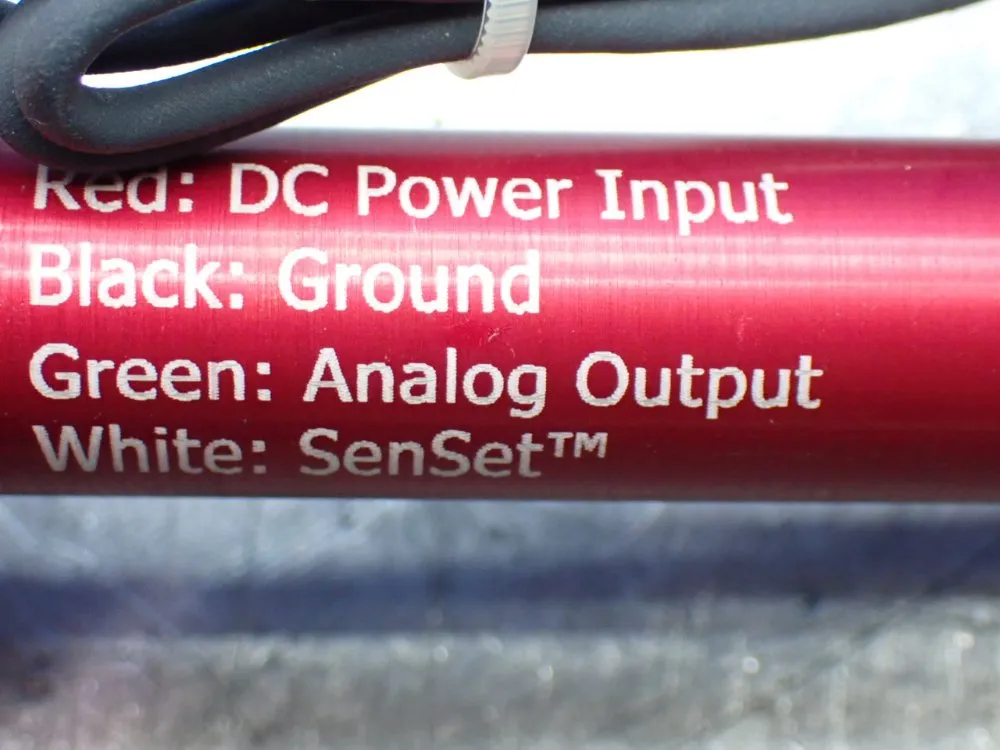 Red: DC Power Input
Black: Ground
Green: Analog Output
White: SenSet™